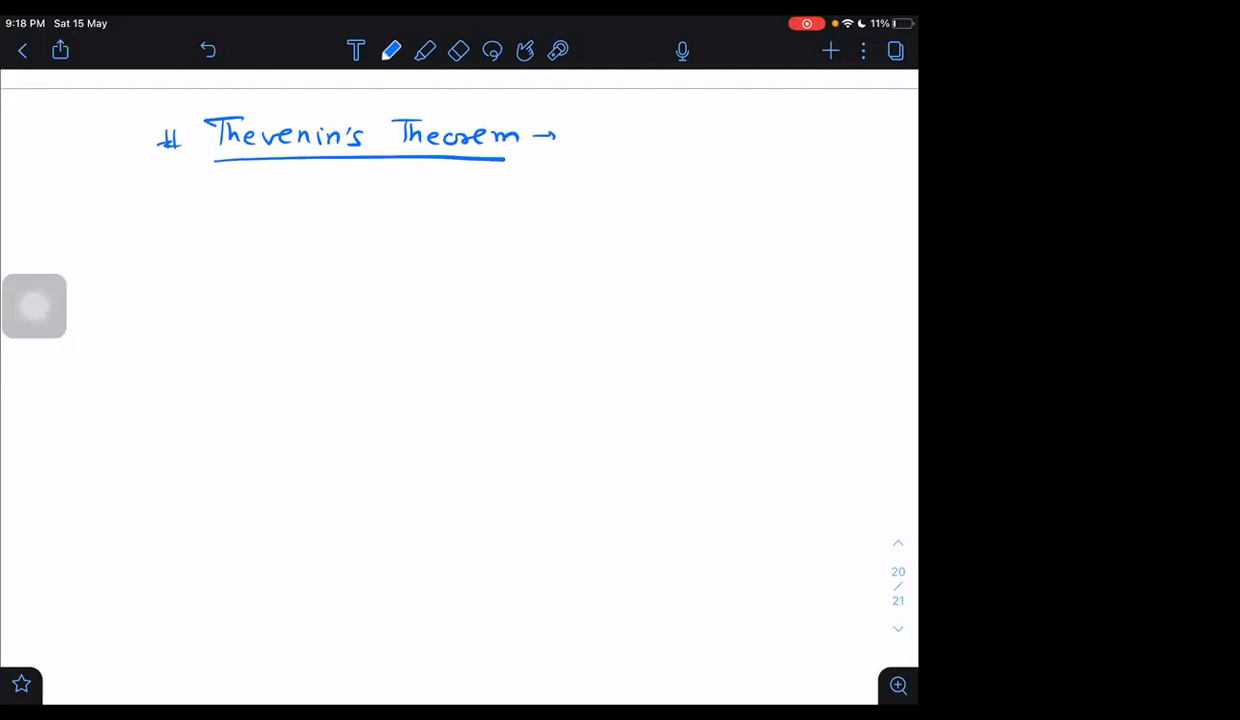 9:18 PM Sat 15 May
11%
# Thevenin's Theorem →
20
/
21